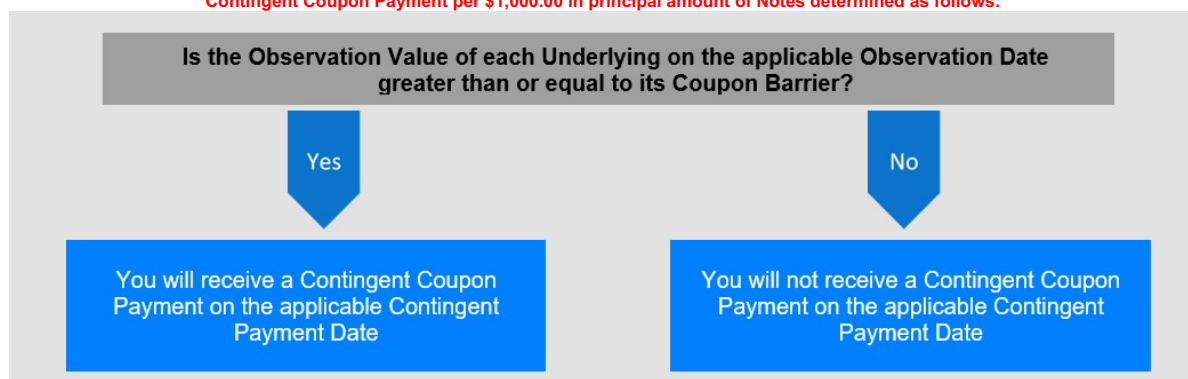 Contingent Coupon Payment per $1,000.00 in principal amount of Notes determined as follows:
Is the Observation Value of each Underlying on the applicable Observation Date
greater than or equal to its Coupon Barrier?
Yes
No
You will receive a Contingent Coupon
Payment on the applicable Contingent
Payment Date
You will not receive a Contingent Coupon
Payment on the applicable Contingent
Payment Date